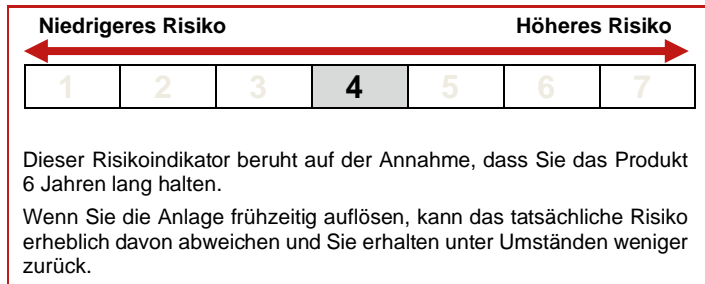 Niedrigeres Risiko Höheres Risiko
1 2 3 4 5 6 7
Dieser Risikoindikator beruht auf der Annahme, dass Sie das Produkt
6 Jahren lang halten.
Wenn Sie die Anlage frühzeitig auflösen, kann das tatsächliche Risiko
erheblich davon abweichen und Sie erhalten unter Umständen weniger
zurück.